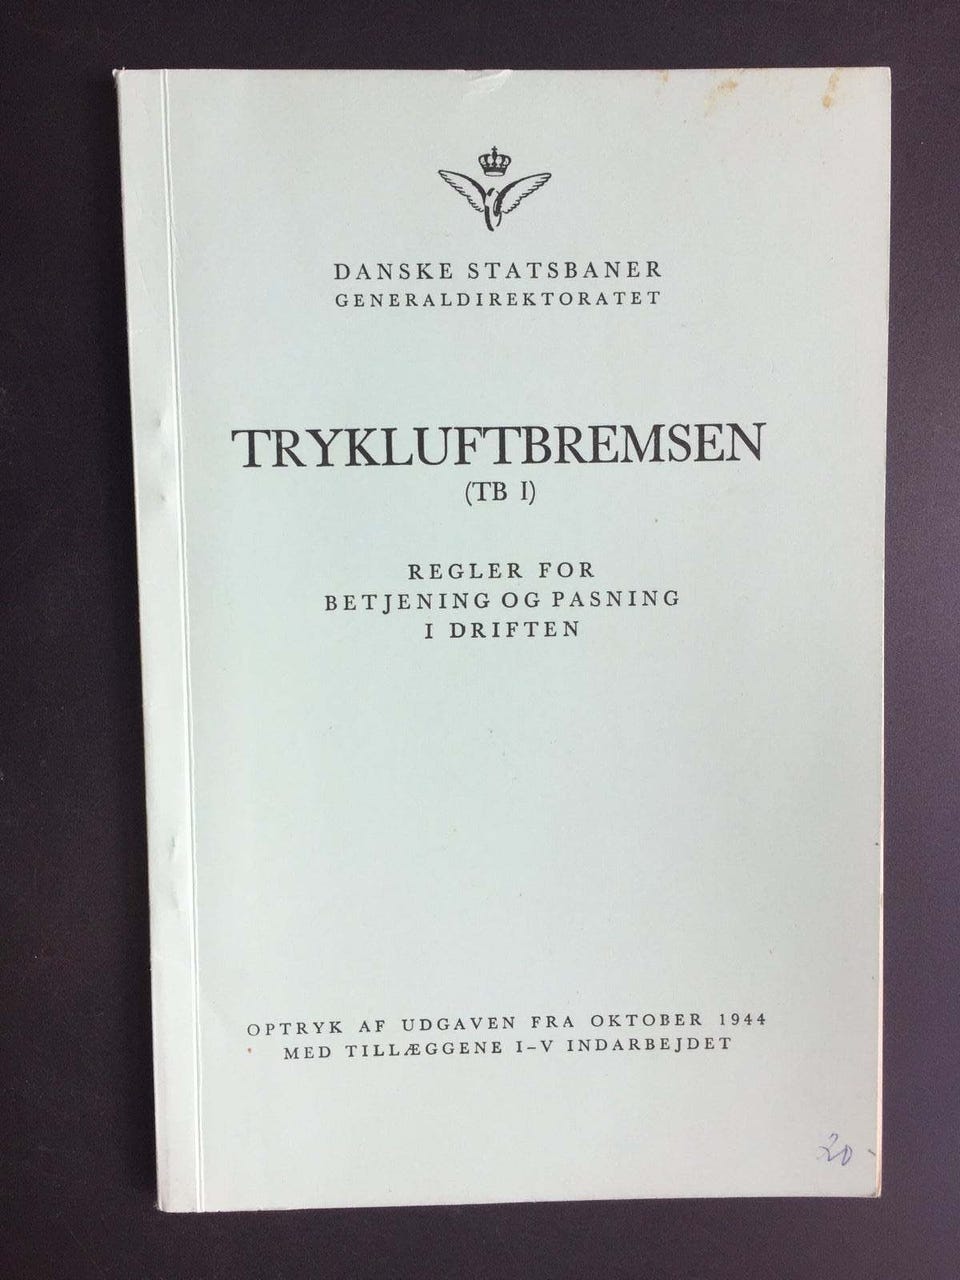 DANSKE STATSBANER
GENERALDIREKTORATET
TRYKLUFTBREMSEN
(TB I)
REGLER FOR
BETJENING OG PASNING
I DRIFTEN
OPTRYK AF UDGAVEN FRA OKTOBER 1944
MED TILLÆGGENE I–V INDARBEJDET
20 -